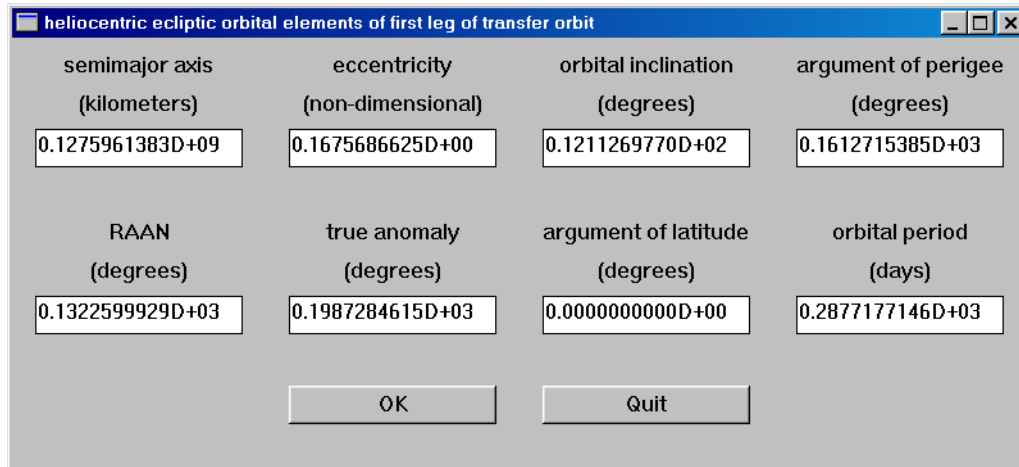 heliocentric ecliptic orbital elements of first leg of transfer orbit
semimajor axis eccentricity orbital inclination argument of perigee
(kilometers) (non-dimensional) (degrees) (degrees)
0.1275961383D+09 0.1675686625D+00 0.1211269770D+02 0.1612715385D+03
RAAN true anomaly argument of latitude orbital period
(degrees) (degrees) (degrees) (days)
0.1322599929D+03 0.1987284615D+03 0.0000000000D+00 0.2877177146D+03
OK Quit